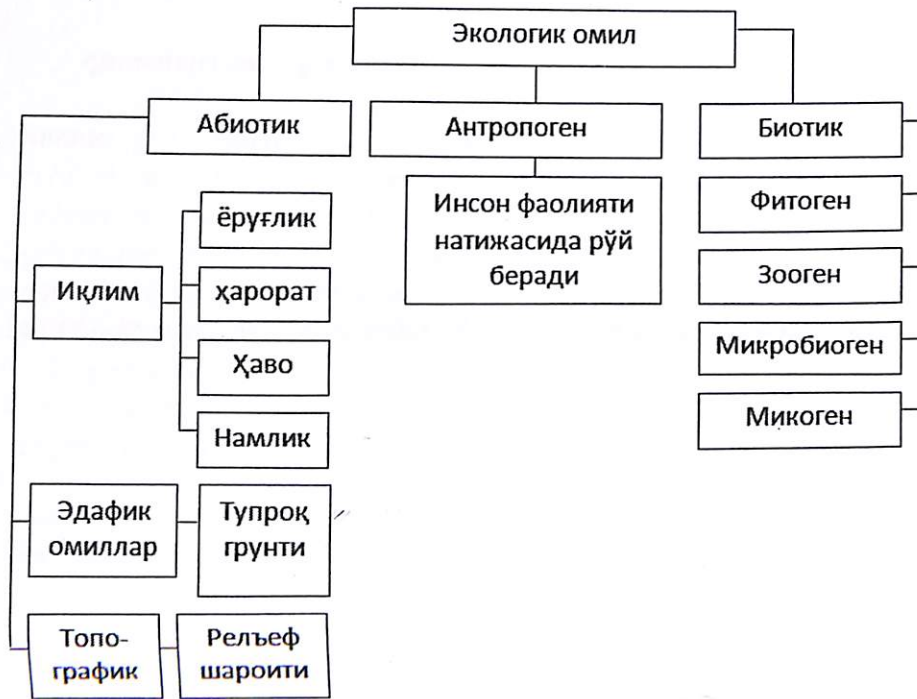 Экологик омил
Абиотик
Антропоген
Биотик
Инсон фаолияти
натижасида рўй
беради
Фитоген
Зооген
Микробиоген
Микоген
Иқлим
ёруғлик
ҳарорат
Ҳаво
Намлик
Эдафик
омиллар
Тупроқ
грунти
Топо-
график
Релъеф
шароити